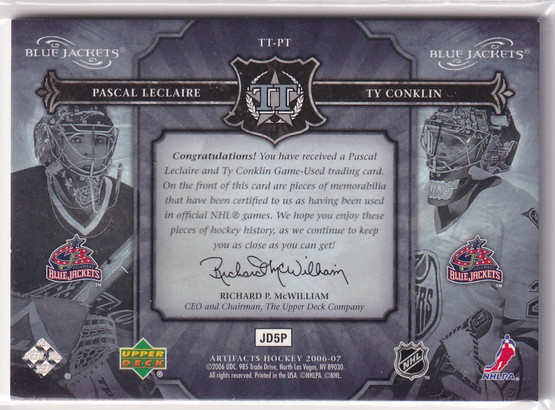 TT-PT
BLUE JACKETS
BLUE JACKETS®
PASCAL LECLAIRE
TT
TY CONKLIN
Congratulations! You have received a Pascal
Leclaire and Ty Conklin Game-Used trading card.
On the front of this card are pieces of memorabilia
that have been certified to us as having been used
in official NHL® games. We hope you enjoy these
pieces of hockey history, as we continue to keep
you as close as you can get!
Richard McWilliam
RICHARD P. McWILLIAM
CEO and Chairman, The Upper Deck Company
BLUEJACKETS
BLUEJACKETS
JD5P
UPPER
DECK
ARTIFACTS HOCKEY 2006-07
©2006 UDC. 985 Trade Drive, North Las Vegas, NV 89030.
All rights reserved. Printed in the USA. ©NHLPA. ©NHL.
NHL
NHLPA